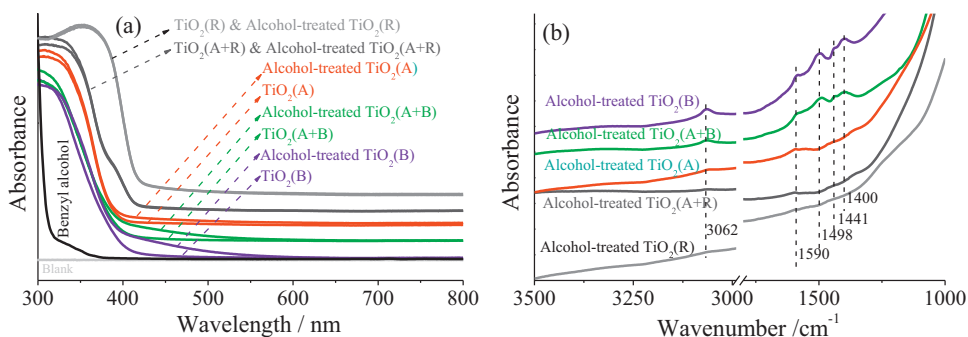 (a)
TiO₂(R) & Alcohol-treated TiO₂(R)
TiO₂(A+R) & Alcohol-treated TiO₂(A+R)
Alcohol-treated TiO₂(A)
TiO₂(A)
Alcohol-treated TiO₂(A+B)
TiO₂(A+B)
Alcohol-treated TiO₂(B)
TiO₂(B)
Benzyl alcohol
Blank
Absorbance
300 400 500 600 700 800
Wavelength / nm
(b)
Alcohol-treated TiO₂(B)
Alcohol-treated TiO₂(A+B)
Alcohol-treated TiO₂(A)
Alcohol-treated TiO₂(A+R)
Alcohol-treated TiO₂(R)
3062
1590
1498
1441
1400
Absorbance
3500 3250 3000 1500 1000
Wavenumber /cm⁻¹